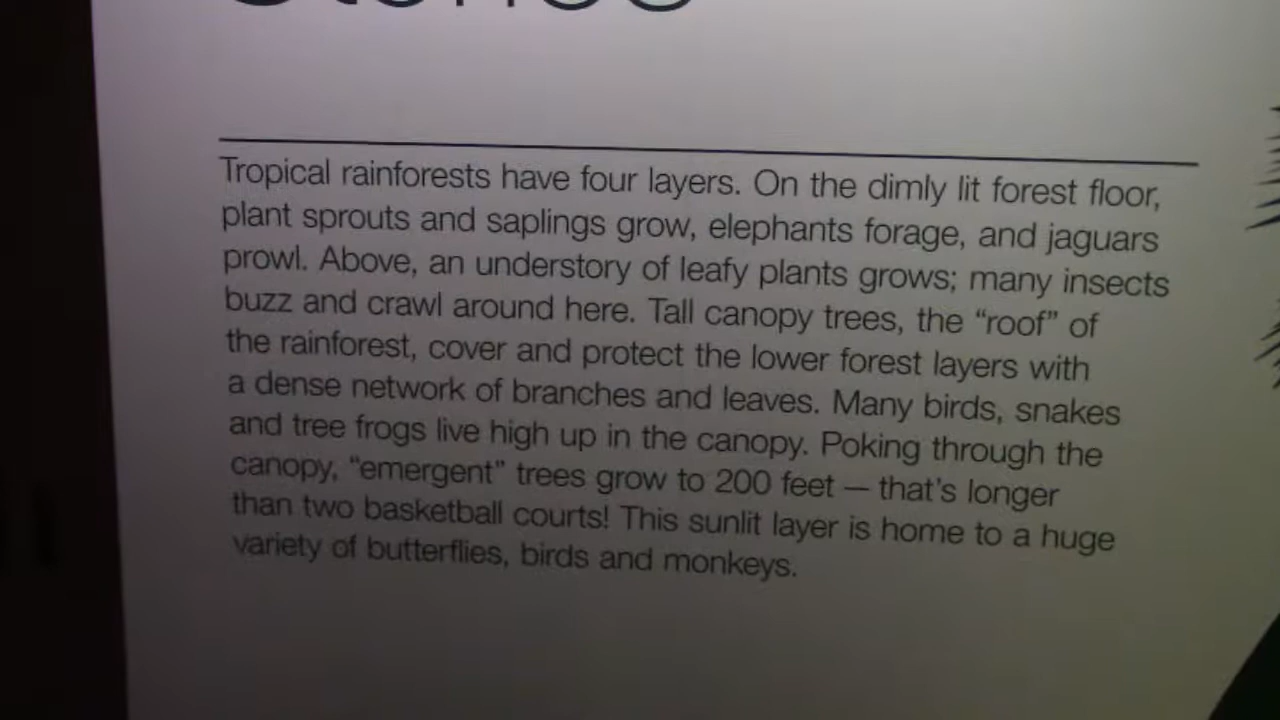 Tropical rainforests have four layers. On the dimly lit forest floor,
plant sprouts and saplings grow, elephants forage, and jaguars
prowl. Above, an understory of leafy plants grows; many insects
buzz and crawl around here. Tall canopy trees, the “roof” of
the rainforest, cover and protect the lower forest layers with
a dense network of branches and leaves. Many birds, snakes
and tree frogs live high up in the canopy. Poking through the
canopy, “emergent” trees grow to 200 feet — that’s longer
than two basketball courts! This sunlit layer is home to a huge
variety of butterflies, birds and monkeys.